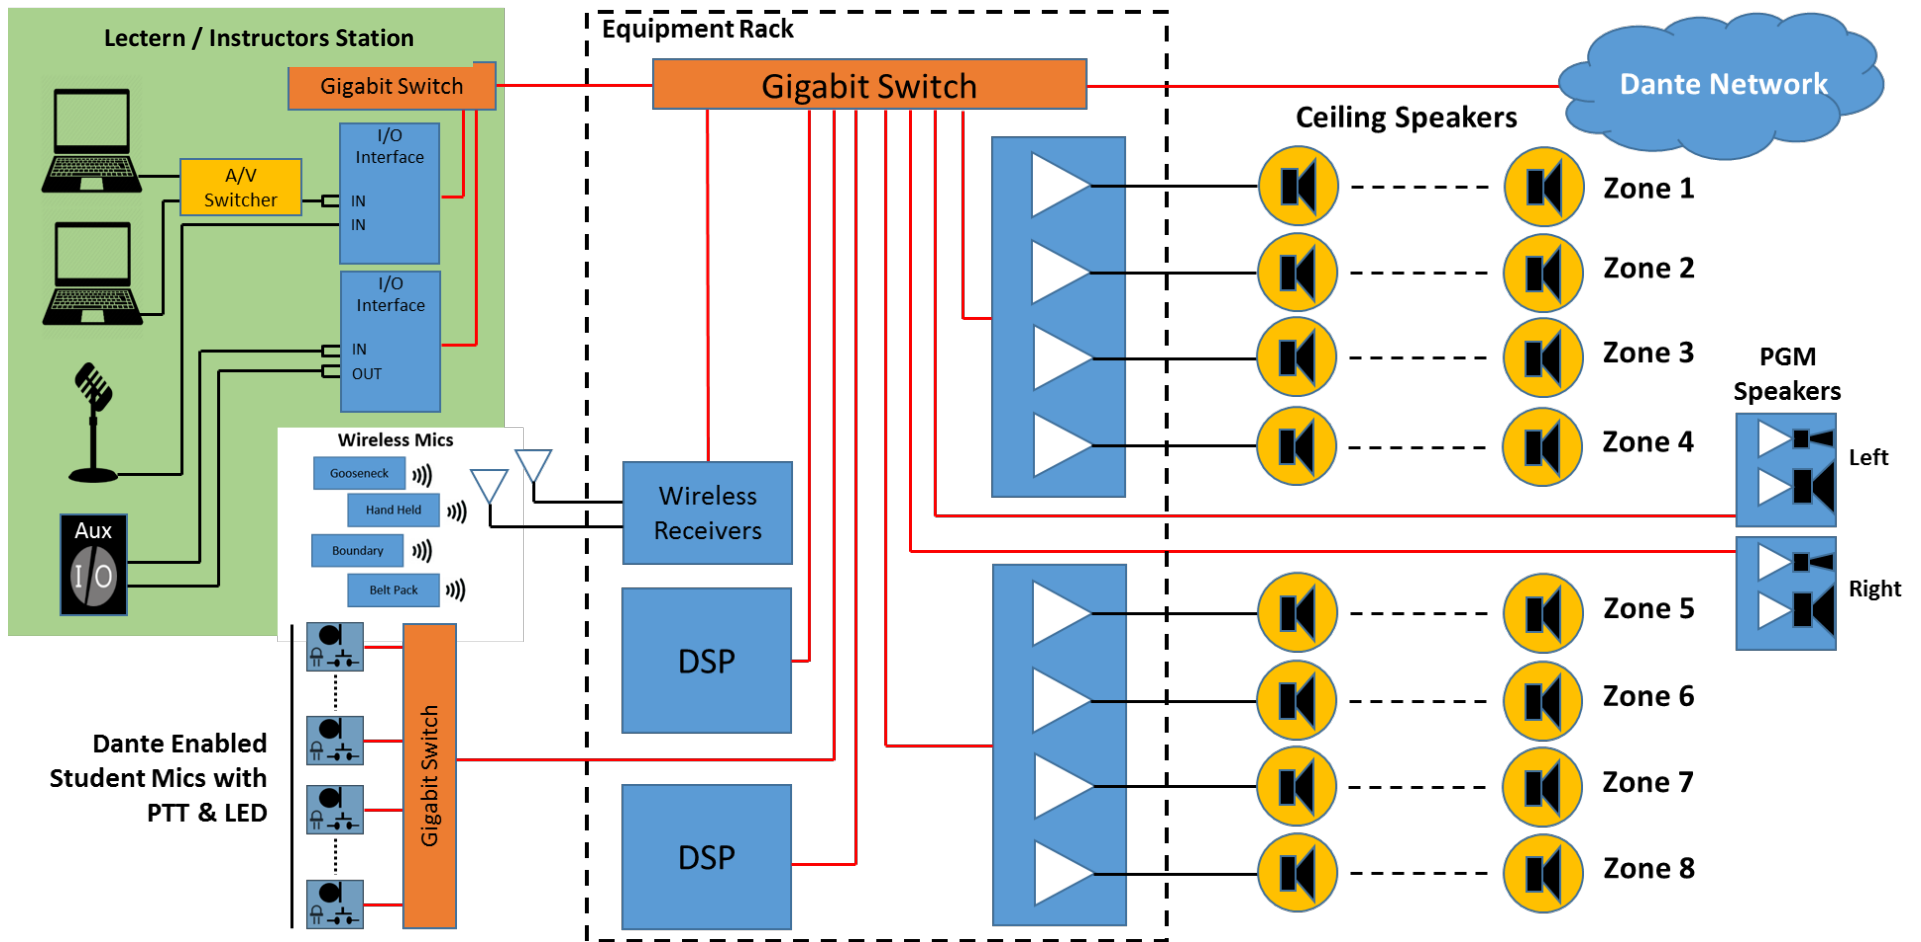 Lectern / Instructors Station
Gigabit Switch
I/O
Interface
A/V
Switcher
IN
IN
I/O
Interface
IN
OUT
Aux
I/O
Wireless Mics
Gooseneck
Hand Held
Boundary
Belt Pack
Dante Enabled
Student Mics with
PTT & LED
Gigabit Switch
Equipment Rack
Gigabit Switch
Wireless
Receivers
DSP
DSP
Dante Network
Ceiling Speakers
Zone 1
Zone 2
Zone 3
Zone 4
PGM
Speakers
Left
Right
Zone 5
Zone 6
Zone 7
Zone 8